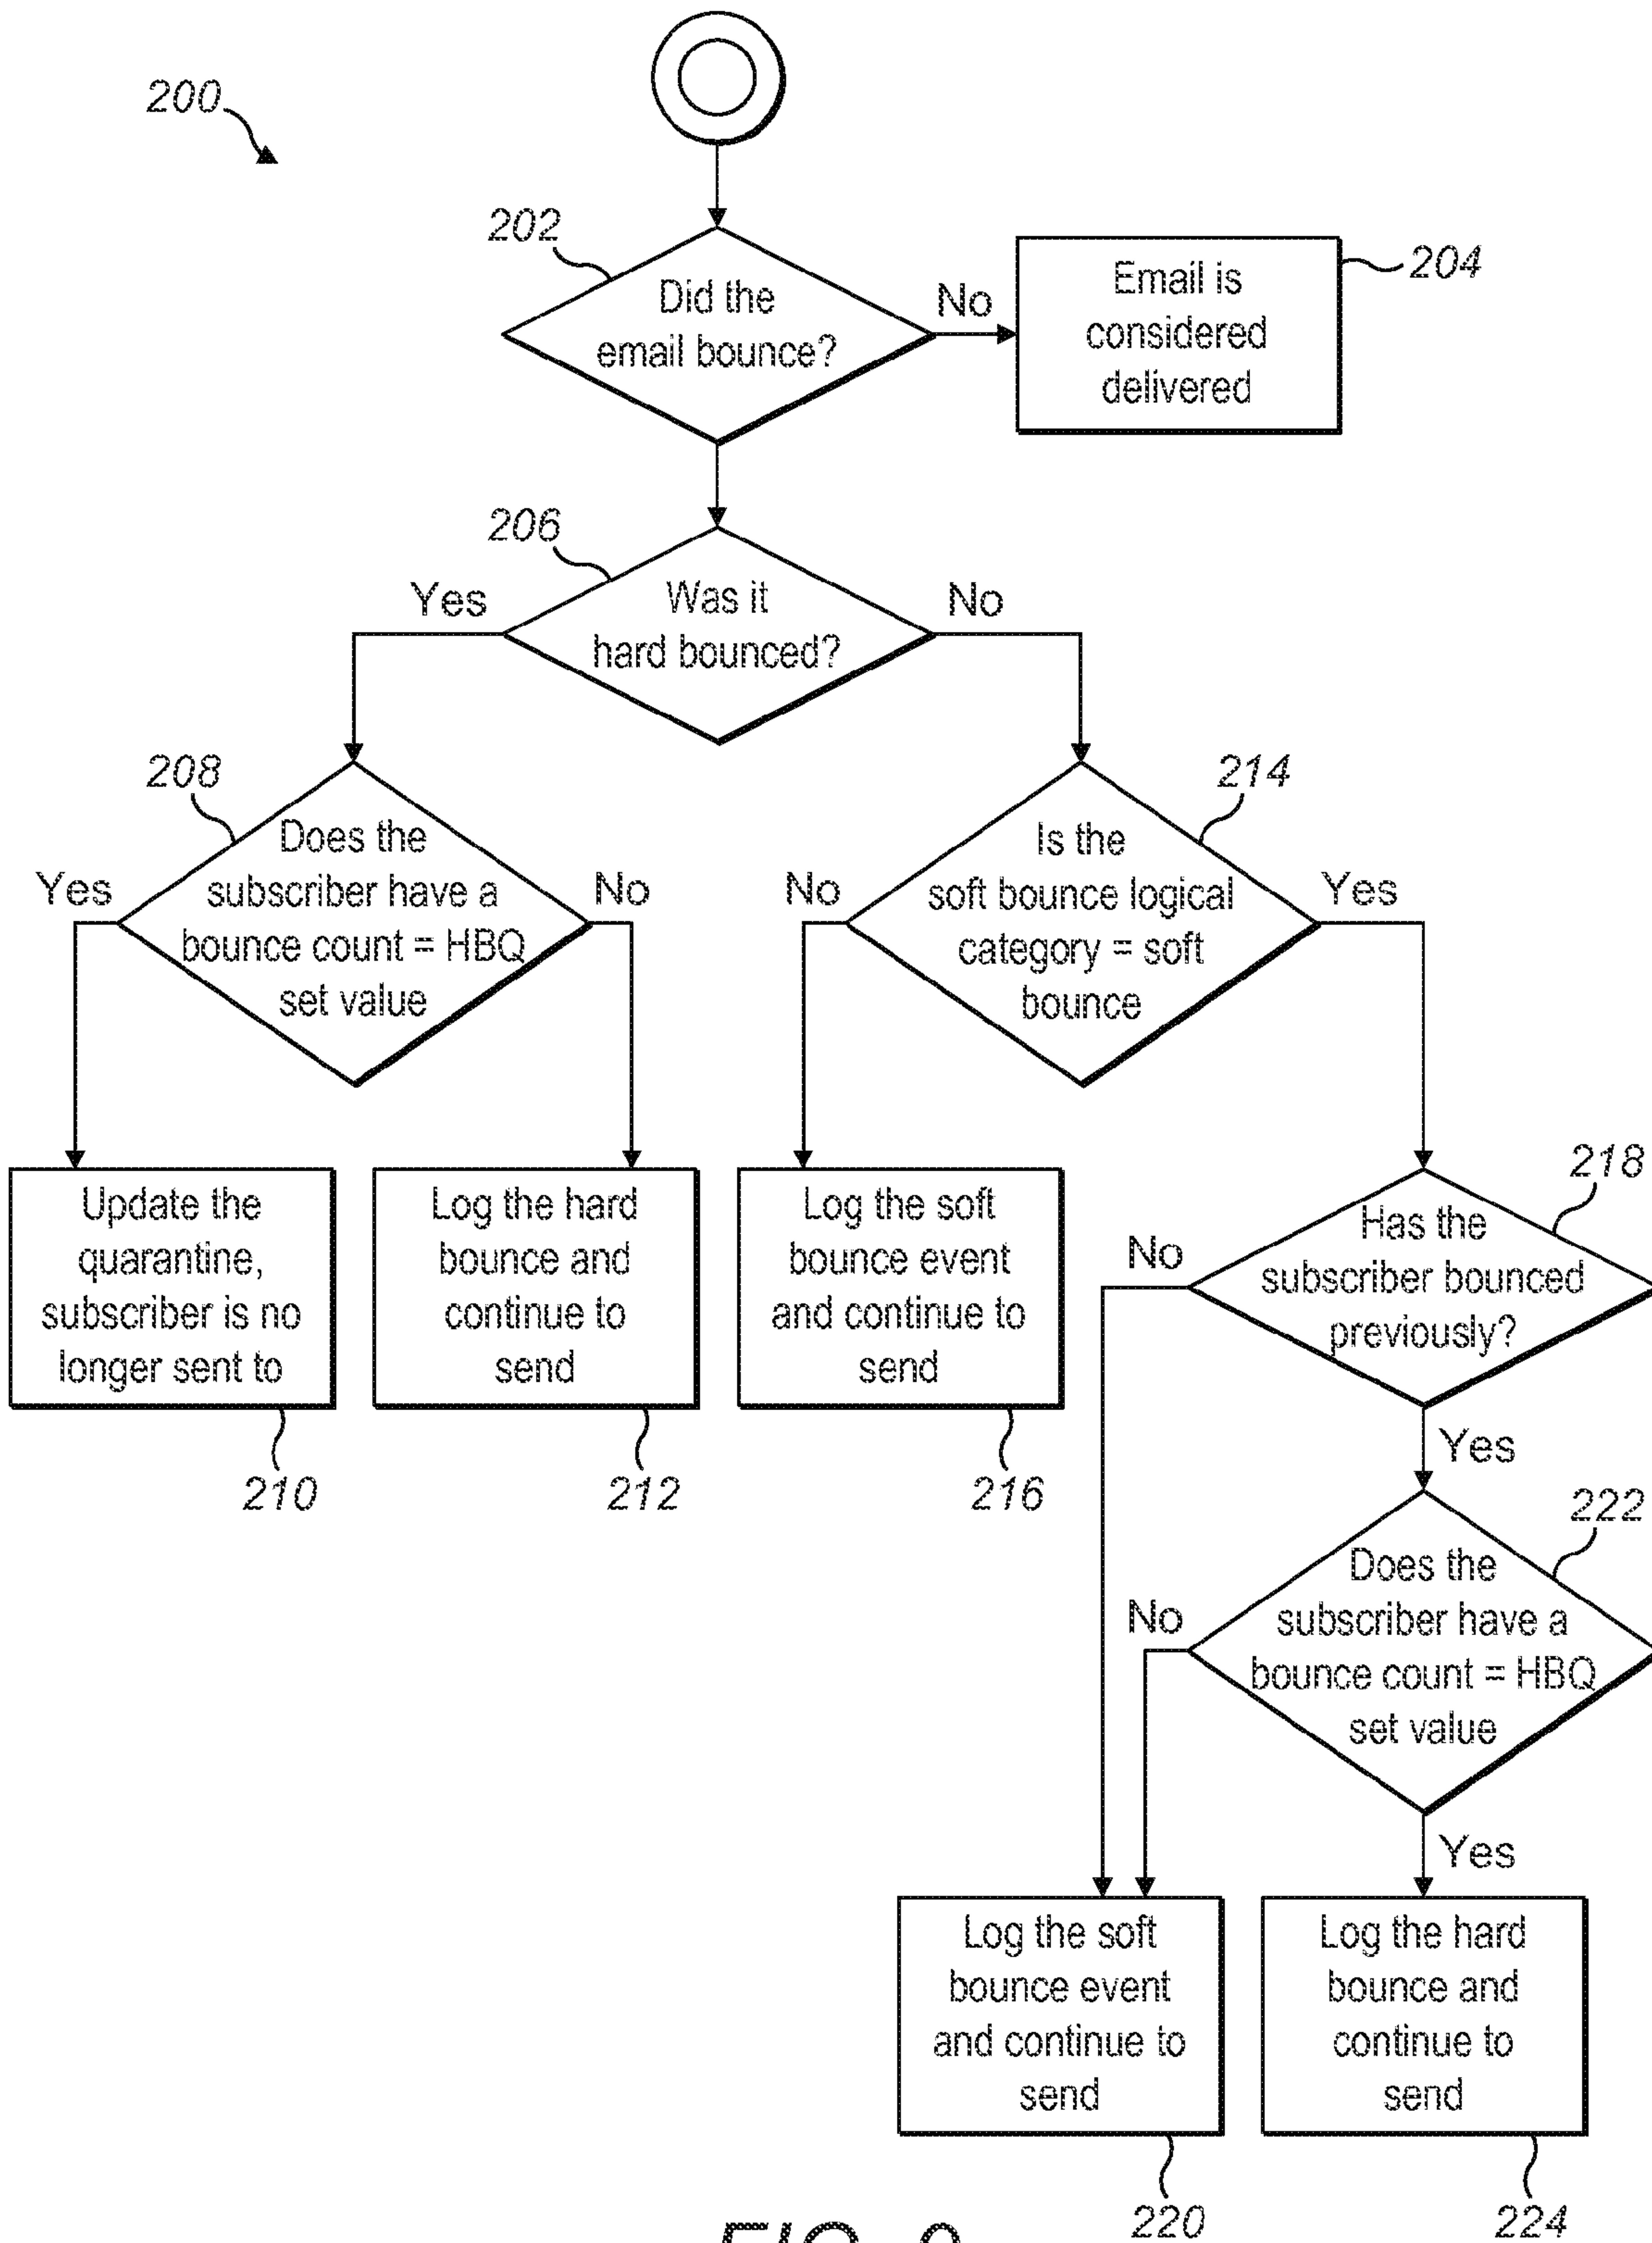 200
202
Did the
email bounce?
No
Email is
considered
delivered
204
206
Yes
Was it
hard bounced?
No
208
Yes
Does the
subscriber have a
bounce count = HBQ
set value
No
214
No
Is the
soft bounce logical
category = soft
bounce
Yes
Update the
quarantine,
subscriber is no
longer sent to
210
Log the hard
bounce and
continue to
send
212
Log the soft
bounce event
and continue to
send
216
218
No
Has the
subscriber bounced
previously?
Yes
222
No
Does the
subscriber have a
bounce count = HBQ
set value
Yes
Log the soft
bounce event
and continue to
send
220
Log the hard
bounce and
continue to
send
224
FIG.